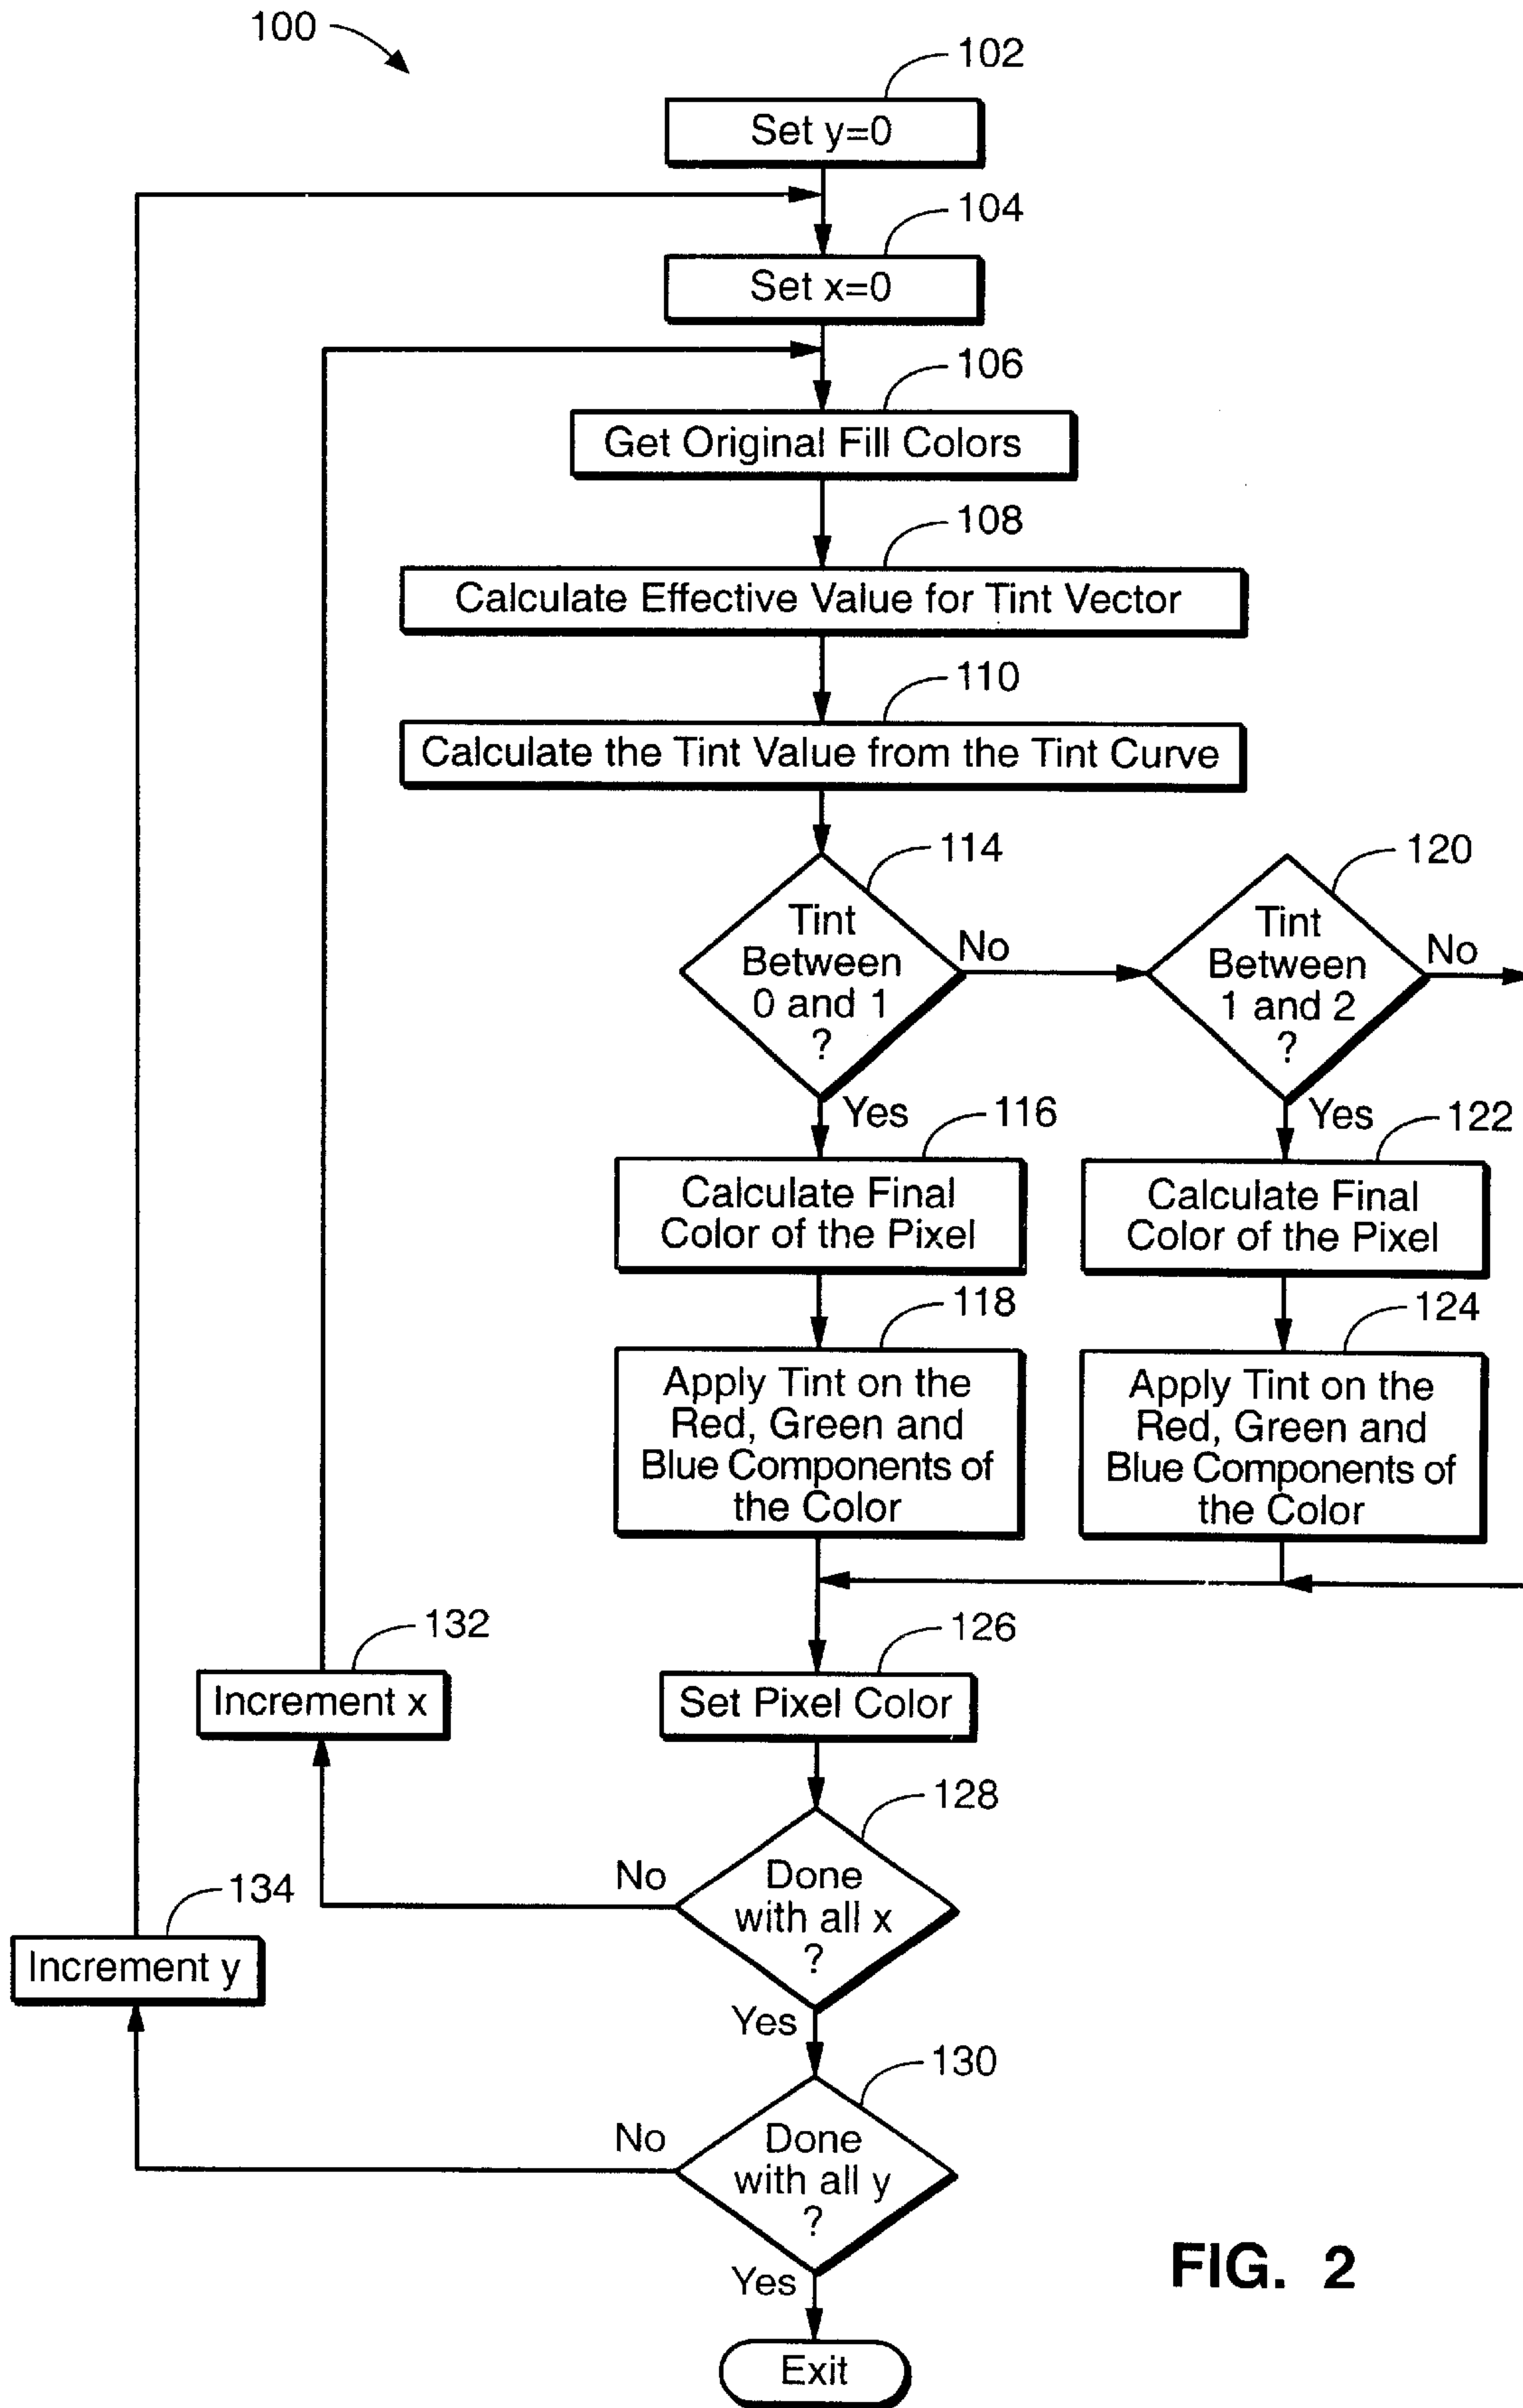 100
102
Set y=0
104
Set x=0
106
Get Original Fill Colors
108
Calculate Effective Value for Tint Vector
110
Calculate the Tint Value from the Tint Curve
114
Tint
Between
0 and 1
?
No
120
Tint
Between
1 and 2
?
No
Yes
116
Calculate Final
Color of the Pixel
Yes
122
Calculate Final
Color of the Pixel
118
Apply Tint on the
Red, Green and
Blue Components of
the Color
124
Apply Tint on the
Red, Green and
Blue Components of
the Color
132
Increment x
126
Set Pixel Color
128
Done
with all x
?
No
134
Increment y
Yes
130
Done
with all y
?
No
Yes
Exit
FIG. 2